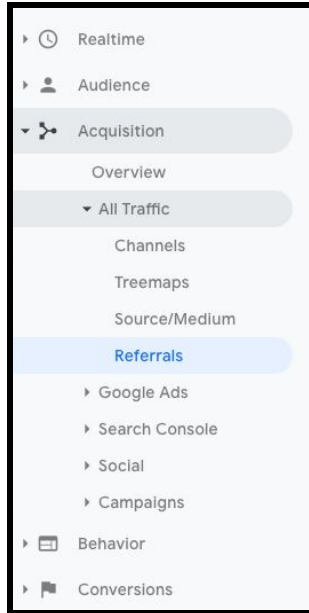 Realtime
Audience
Acquisition
Overview
All Traffic
Channels
Treemaps
Source/Medium
Referrals
Google Ads
Search Console
Social
Campaigns
Behavior
Conversions